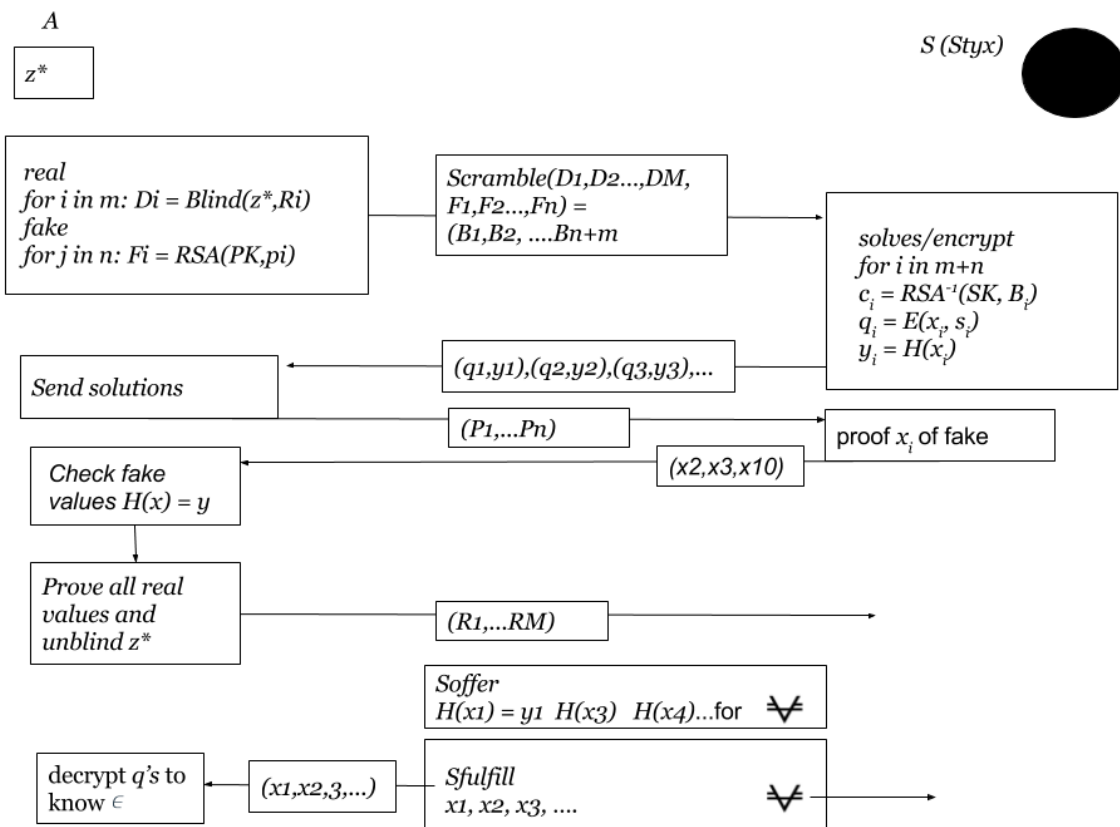 A
S (Styx)
z*
real
for i in m: Di = Blind(z*,Ri)
fake
for j in n: Fi = RSA(PK,pi)
Scramble(D1,D2...,DM,
F1,F2...,Fn) =
(B1,B2, ....Bn+m
solves/encrypt
for i in m+n
cᵢ = RSA⁻¹(SK, Bᵢ)
qᵢ = E(xᵢ, sᵢ)
yᵢ = H(xᵢ)
(q1,y1),(q2,y2),(q3,y3),...
Send solutions
(P1,...Pn)
proof xᵢ of fake
(x2,x3,x10)
Check fake
values H(x) = y
Prove all real
values and
unblind z*
(R1,...RM)
Soffer
H(x1) = y1 H(x3) H(x4)...for
decrypt q's to
know ϵ
(x1,x2,3,...)
Sfulfill
x1, x2, x3, ....